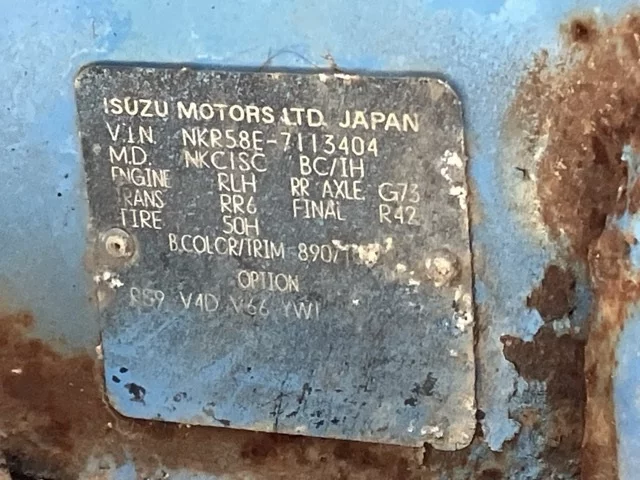 ISUZU MOTORS LTD. JAPAN
V.I.N. NKR58E-7113404
M.D. NKC1SC BC/IH
ENGINE RLH RR AXLE G73
TRANS RR6 FINAL R42
TIRE 50H
B.COLOR/TRIM
OPTION
V4D V66 YW1